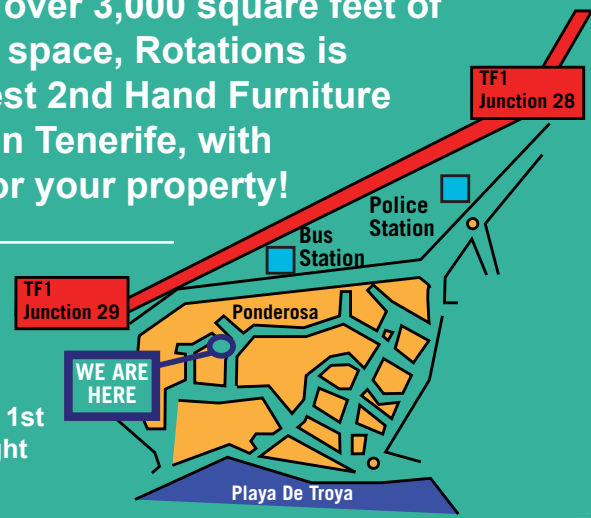 over 3,000 square feet of
space, Rotations is
est 2nd Hand Furniture
n Tenerife, with
or your property!
TF1
Junction 28
Police
Station
Bus
Station
TF1
Junction 29
Ponderosa
WE ARE
HERE
1st
ght
Playa De Troya